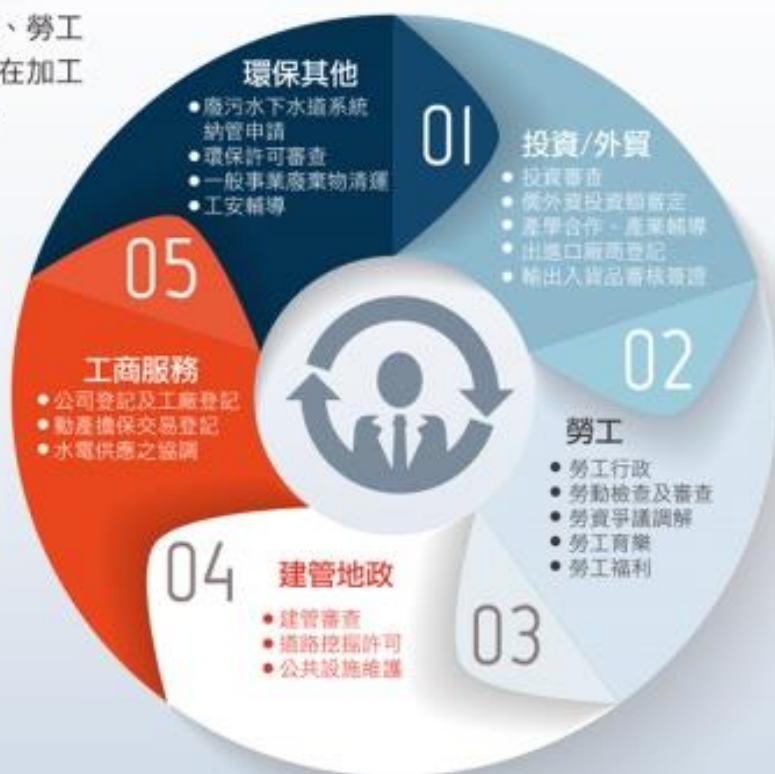 、勞工
在加工
環保其他
●廢污水下水道系統
納管申請
●環保許可審查
●一般事業廢棄物清運
●工安輔導
01
投資/外貿
●投資審查
●僑外資投資額審定
●產學合作、產業輔導
●出進口廠商登記
●輸出入貨品審核簽證
02
勞工
●勞工行政
●勞動檢查及審查
●勞資爭議調解
●勞工育樂
●勞工福利
03
建管地政
●建管審查
●道路挖掘許可
●公共設施維護
04
工商服務
●公司登記及工廠登記
●動產擔保交易登記
●水電供應之協調
05